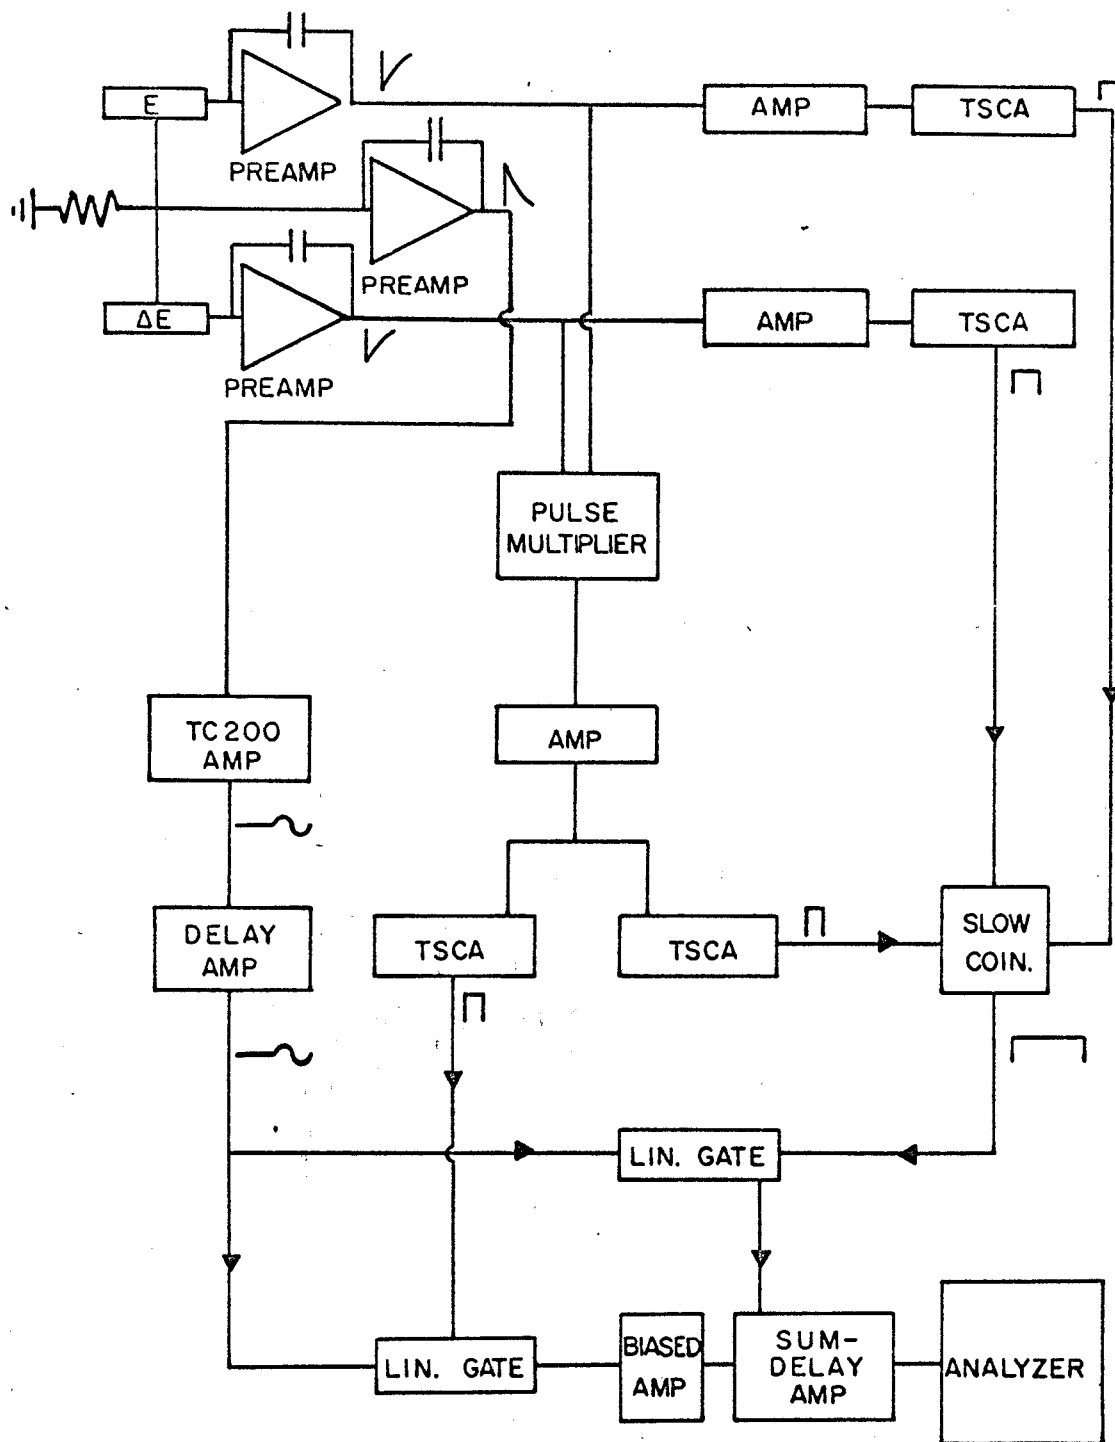 E
AMP
TSCA
PREAMP
PREAMP
ΔE
AMP
TSCA
PREAMP
PULSE
MULTIPLIER
TC200
AMP
AMP
DELAY
AMP
TSCA
TSCA
SLOW
COIN.
LIN. GATE
LIN. GATE
BIASED
AMP
SUM-
DELAY
AMP
ANALYZER